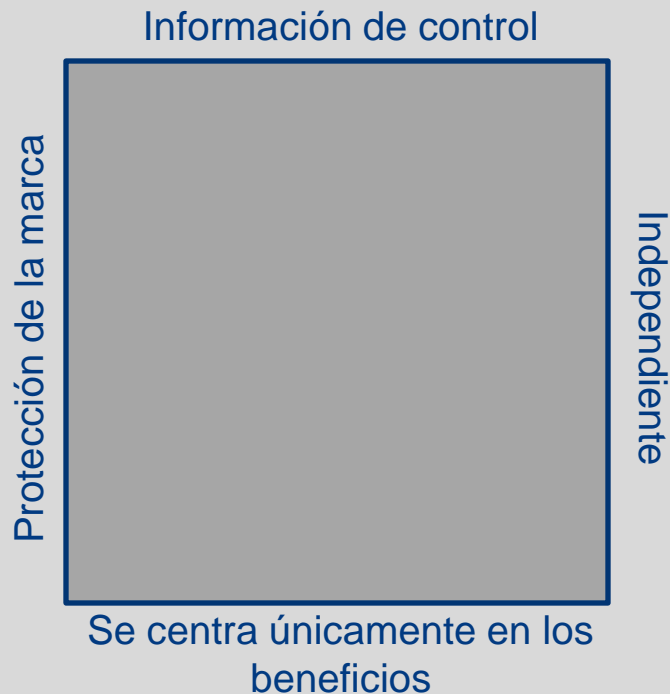 Información de control
Protección de la marca
Independiente
Se centra únicamente en los
beneficios